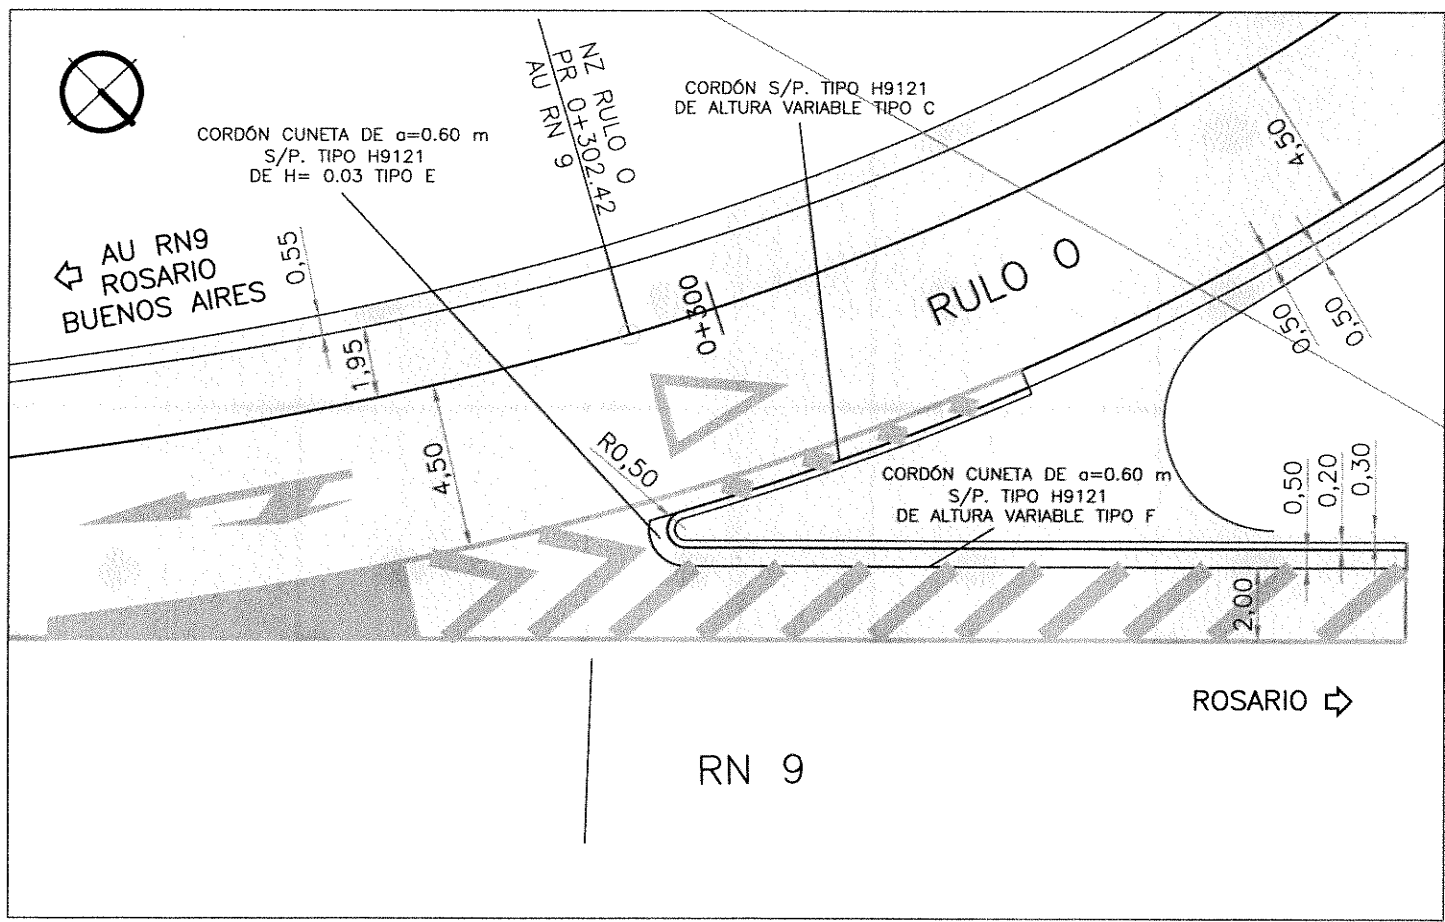 NZ RULO O
PR 0+302.42
AU RN 9
CORDÓN S/P. TIPO H9121
DE ALTURA VARIABLE TIPO C
CORDÓN CUNETA DE a=0.60 m
S/P. TIPO H9121
DE H= 0.03 TIPO E
4,50
AU RN9
ROSARIO
BUENOS AIRES
0,55
1,95
0+300
RULO O
0,50
0,50
4,50
R0,50
CORDÓN CUNETA DE a=0.60 m
S/P. TIPO H9121
DE ALTURA VARIABLE TIPO F
0,50
0,20
0,30
2,00
ROSARIO
RN 9